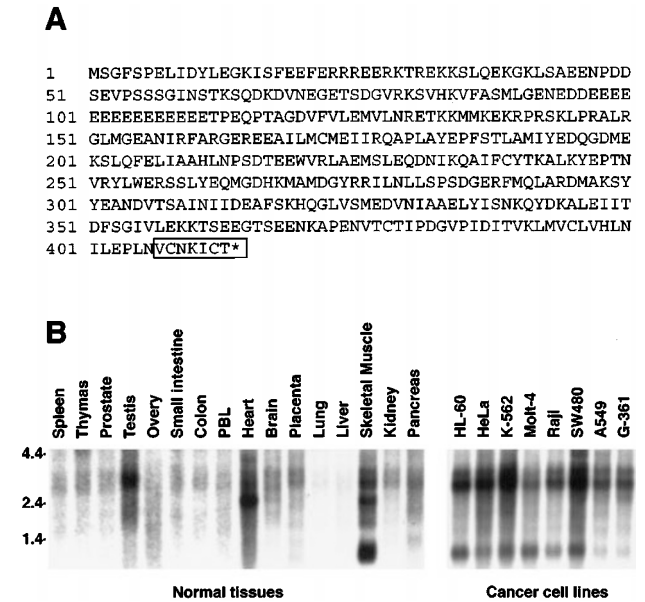 A
1 MSGFSPELIDYLEGKISFEEFERRREERKTREKKSLQEKGKLSAEENPDD
51 SEVPSSSGINSTKSQDKDVNEGETSDGVRKSVHKVFASMLGENEDDEEEE
101 EEEEEEEEEETPEQPTAGDVFVLEMVLNRETKKMMKEKRPRSKLPRALR
151 GLMGEANIRFARGEREEAILMCMEIIRQAPLAYEPFSTLAMIYEDQGDME
201 KSLQFELIAAHLNPSDTEEWVRLAEMSLEQDNIKQAIFCYTKALKYEPTN
251 VRYLWERSSLYEQMGDHKMAMDGYRRILNLLSPSDGERFMQLARDMAKSY
301 YEANDVTSAINIIDEAFSKHQGLVSMEDVNIAAELYISNKQYDKALEIIT
351 DFSGIVLEKKTSEEGTSEENKAPENVTCTIPDGVPIDITVKLMVCLVHLN
401 ILEPLNVCNKICT*
B
Spleen Thymas Prostate Testis Overy Small intestine Colon PBL Heart Brain Placenta Lung Liver Skeletal Muscle Kidney Pancreas HL-60 HeLa K-562 Molt-4 Raji SW480 A549 G-361
4.4-
2.4-
1.4-
Normal tissues Cancer cell lines